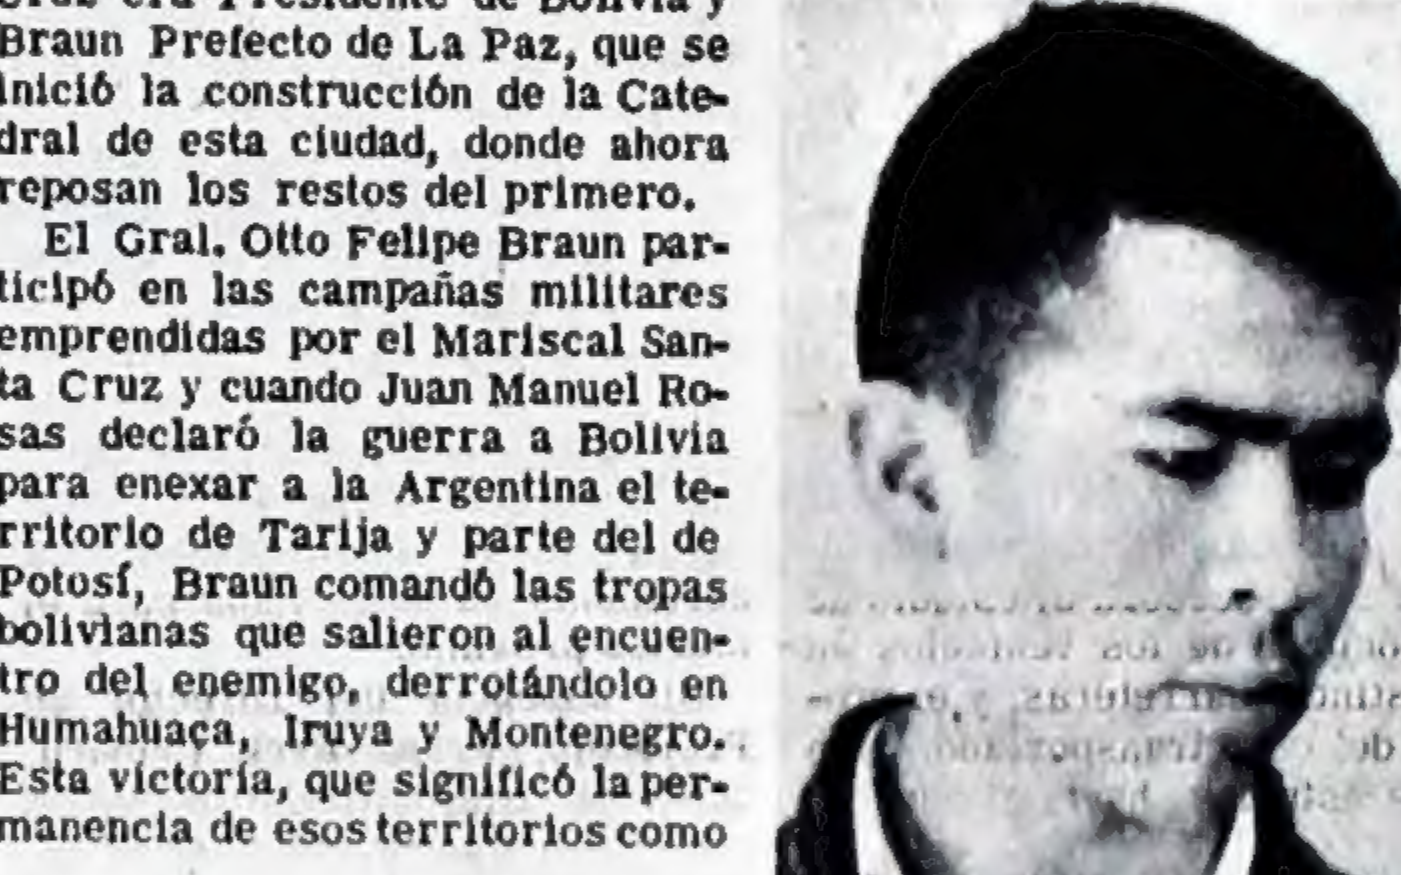 Braun Prefecto de La Paz, que se
inició la construcción de la Cate-
dral de esta ciudad, donde ahora
reposan los restos del primero.
El Gral. Otto Felipe Braun par-
ticipó en las campañas militares
emprendidas por el Mariscal San-
ta Cruz y cuando Juan Manuel Ro-
sas declaró la guerra a Bolivia
para enexar a la Argentina el te-
rritorio de Tarija y parte del de
Potosí, Braun comandó las tropas
bolivianas que salieron al encuen-
tro del enemigo, derrotándolo en
Humahuaca, Iruya y Montenegro.
Esta victoria, que significó la per-
manencia de esos territorios como